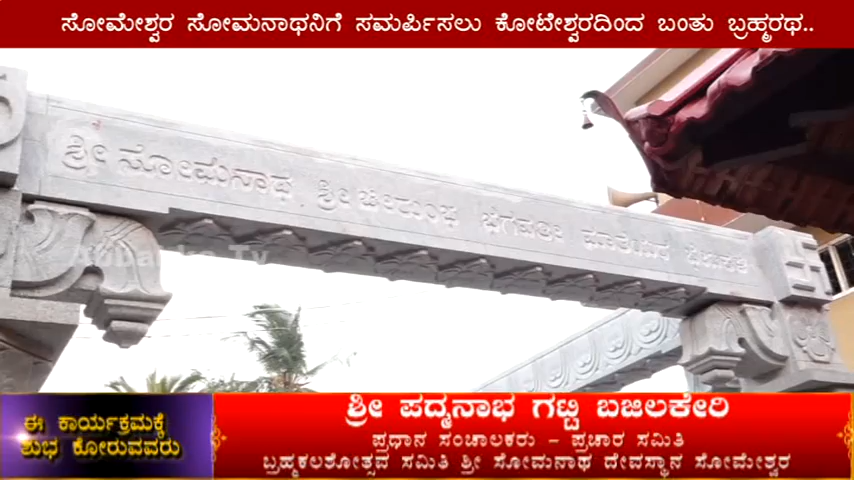 ಸೋಮೇಶ್ವರ ಸೋಮನಾಥನಿಗೆ ಸಮರ್ಪಿಸಲು ಕೋಟೇಶ್ವರದಿಂದ ಬಂತು ಬ್ರಹ್ಮರಥ..
ಶ್ರೀ ಸೋಮನಾಥ ಶ್ರೀ ಚೀರುಂಭ ಭಗವತೀ
ಈ ಕಾರ್ಯಕ್ರಮಕ್ಕೆ
ಶುಭ ಕೋರುವವರು
ಶ್ರೀ ಪದ್ಮನಾಭ ಗಟ್ಟಿ ಬಜಿಲಕೇರಿ
ಪ್ರಧಾನ ಸಂಚಾಲಕರು - ಪ್ರಚಾರ ಸಮಿತಿ
ಬ್ರಹ್ಮಕಲಶೋತ್ಸವ ಸಮಿತಿ ಶ್ರೀ ಸೋಮನಾಥ ದೇವಸ್ಥಾನ ಸೋಮೇಶ್ವರ